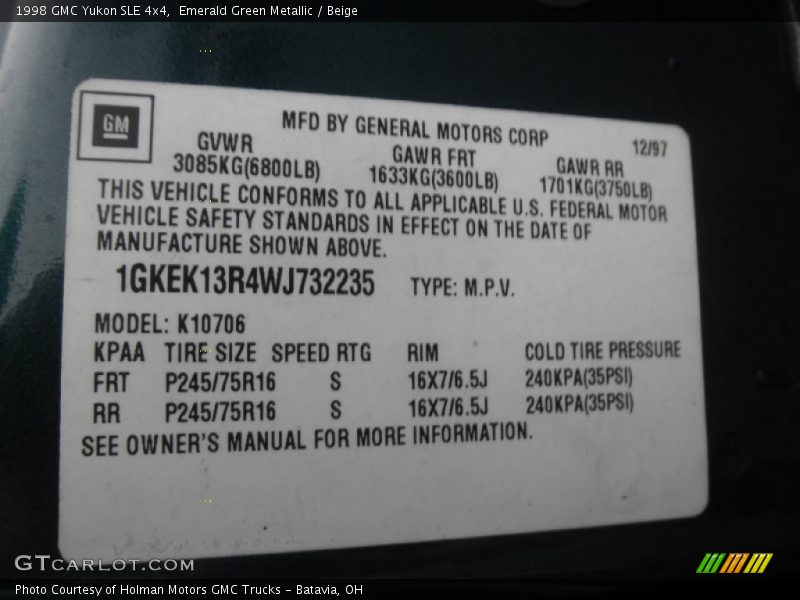 1998 GMC Yukon SLE 4x4,  Emerald Green Metallic / Beige
GM
MFD BY GENERAL MOTORS CORP
12/97
GVWR GAWR FRT GAWR RR
3085KG(6800LB) 1633KG(3600LB) 1701KG(3750LB)
THIS VEHICLE CONFORMS TO ALL APPLICABLE U.S. FEDERAL MOTOR
VEHICLE SAFETY STANDARDS IN EFFECT ON THE DATE OF
MANUFACTURE SHOWN ABOVE.
1GKEK13R4WJ732235 TYPE: M.P.V.
MODEL: K10706
KPAA TIRE SIZE SPEED RTG RIM COLD TIRE PRESSURE
FRT P245/75R16 S 16X7/6.5J 240KPA(35PSI)
RR P245/75R16 S 16X7/6.5J 240KPA(35PSI)
SEE OWNER'S MANUAL FOR MORE INFORMATION.
GTCARLOT.COM
Photo Courtesy of Holman Motors GMC Trucks - Batavia, OH